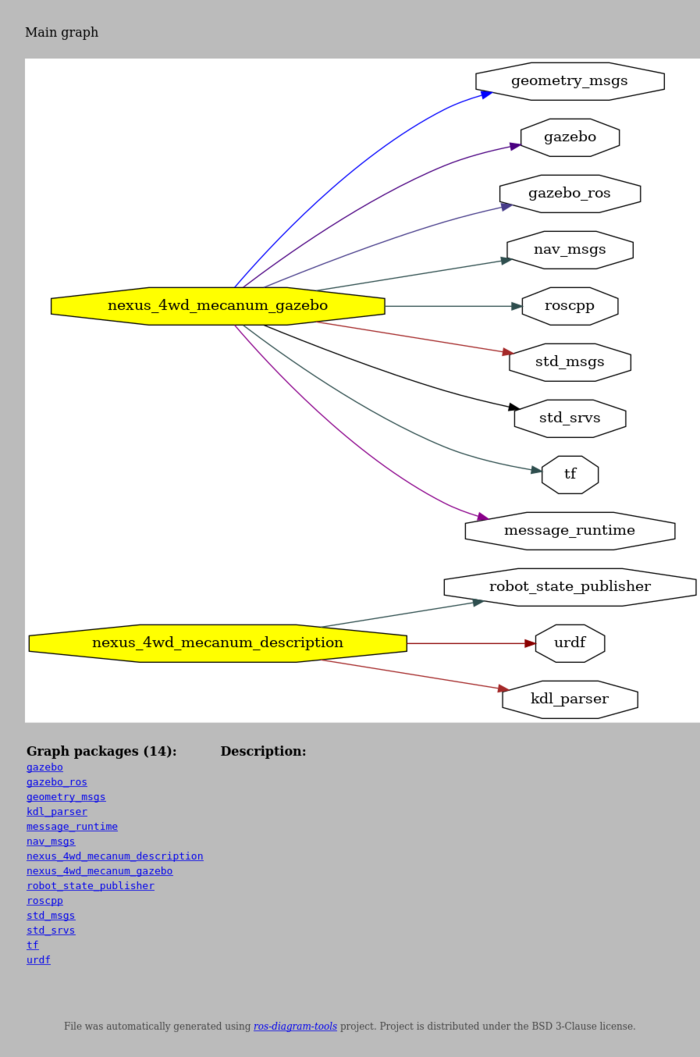 Main graph
geometry_msgs
gazebo
gazebo_ros
nav_msgs
nexus_4wd_mecanum_gazebo
roscpp
std_msgs
std_srvs
tf
message_runtime
robot_state_publisher
nexus_4wd_mecanum_description
urdf
kdl_parser
Graph packages (14): Description:
gazebo
gazebo_ros
geometry_msgs
kdl_parser
message_runtime
nav_msgs
nexus_4wd_mecanum_description
nexus_4wd_mecanum_gazebo
robot_state_publisher
roscpp
std_msgs
std_srvs
tf
urdf
File was automatically generated using ros-diagram-tools project. Project is distributed under the BSD 3-Clause license.